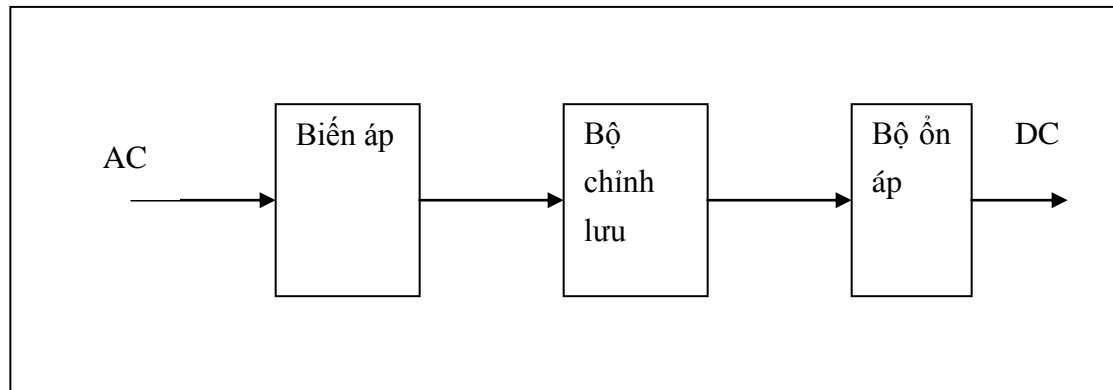 AC
Biến áp
Bộ
chỉnh
lưu
Bộ ổn
áp
DC